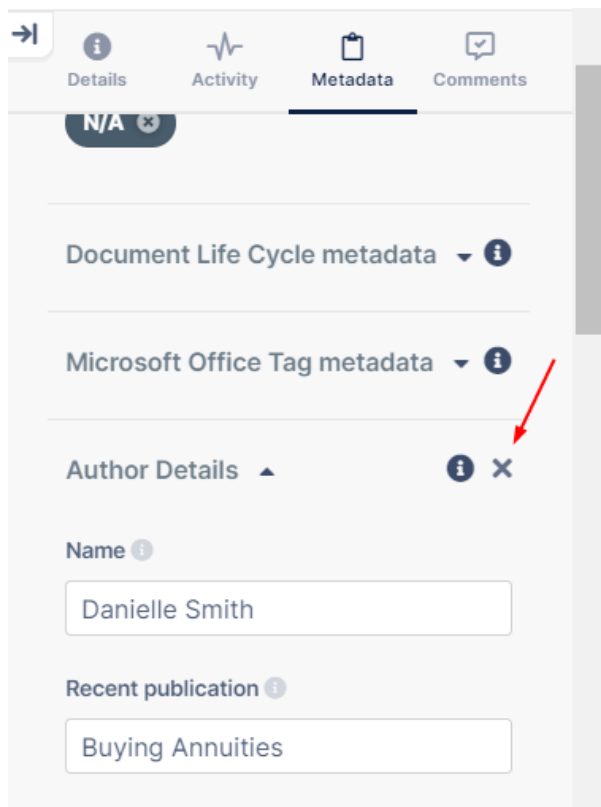 Details Activity Metadata Comments
N/A
Document Life Cycle metadata
Microsoft Office Tag metadata
Author Details
Name
Danielle Smith
Recent publication
Buying Annuities